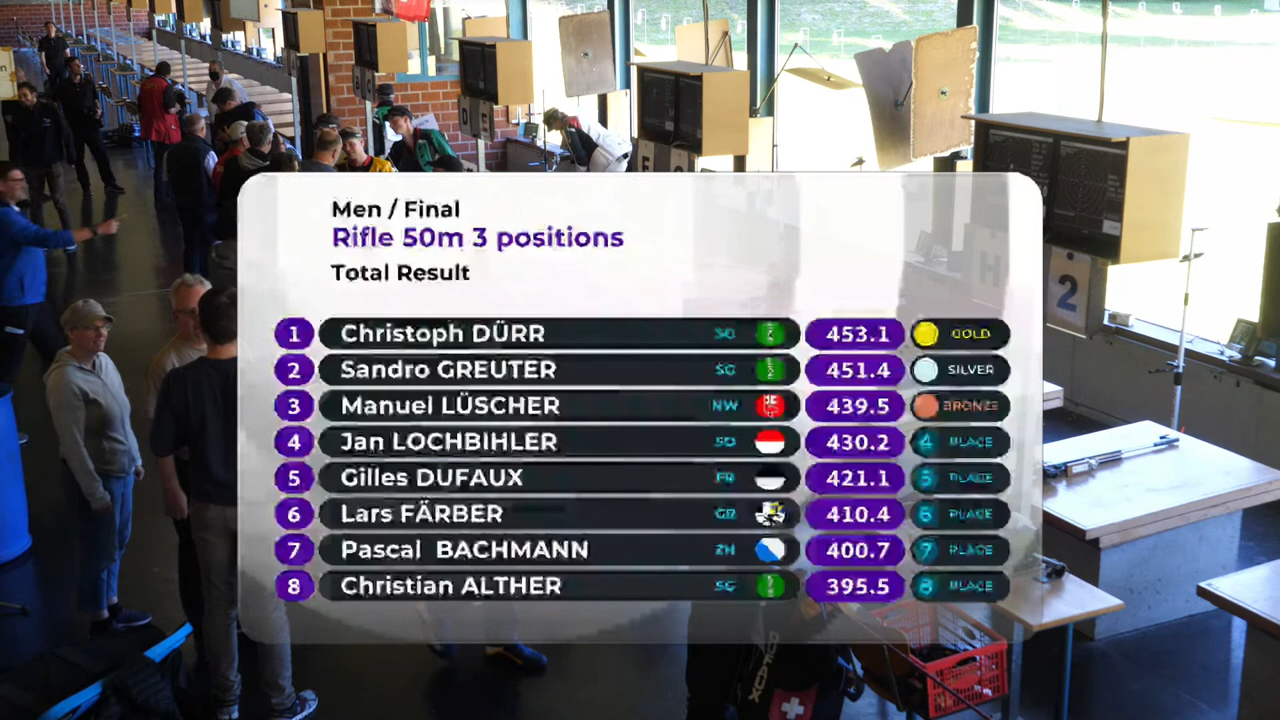 Men / Final
Rifle 50m 3 positions
Total Result
1 Christoph DÜRR SG 453.1 GOLD
2 Sandro GREUTER SG 451.4 SILVER
3 Manuel LÜSCHER NW 439.5 BRONZE
4 Jan LOCHBIHLER SO 430.2 4 PLACE
5 Gilles DUFAUX FR 421.1 5 PLACE
6 Lars FÄRBER GR 410.4 6 PLACE
7 Pascal BACHMANN ZH 400.7 7 PLACE
8 Christian ALTHER SG 395.5 8 PLACE
D E
F G
H
2